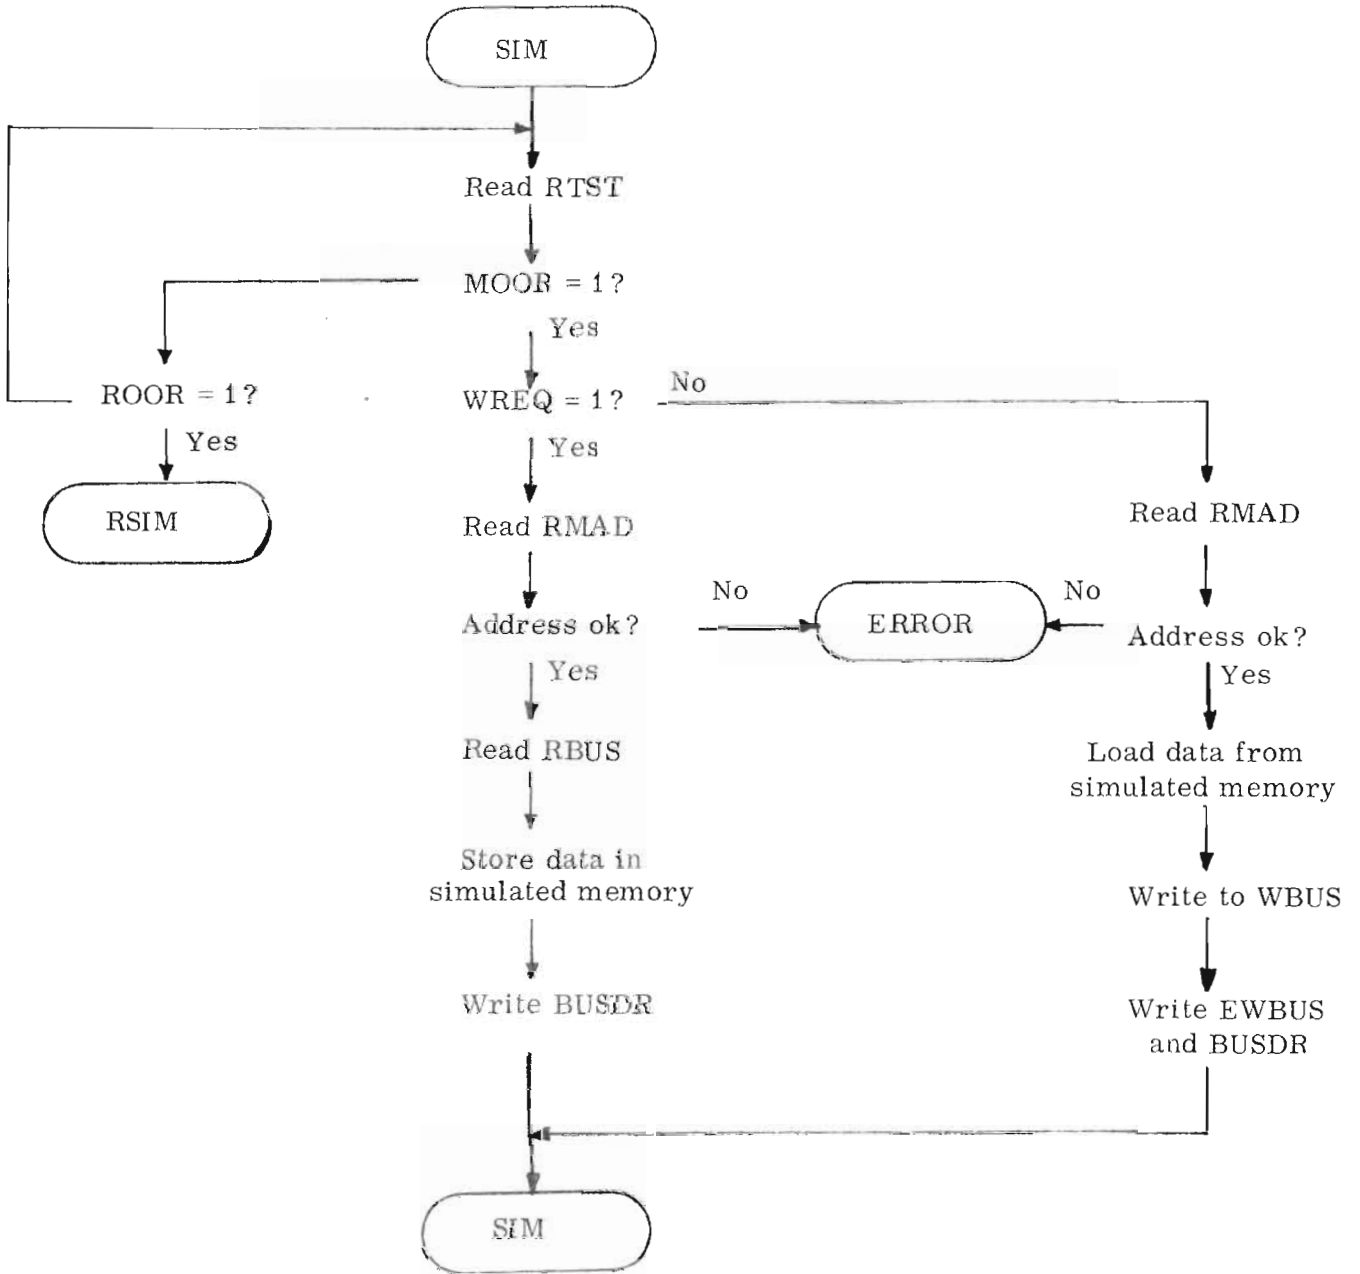 SIM
Read RTST
MOOR = 1?
Yes
ROOR = 1?
Yes
RSIM
WREQ = 1?
No
Yes
Read RMAD
Address ok?
No
ERROR
Yes
Read RBUS
Store data in
simulated memory
Write BUSDR
Read RMAD
No
Address ok?
Yes
Load data from
simulated memory
Write to WBUS
Write EWBUS
and BUSDR
SIM